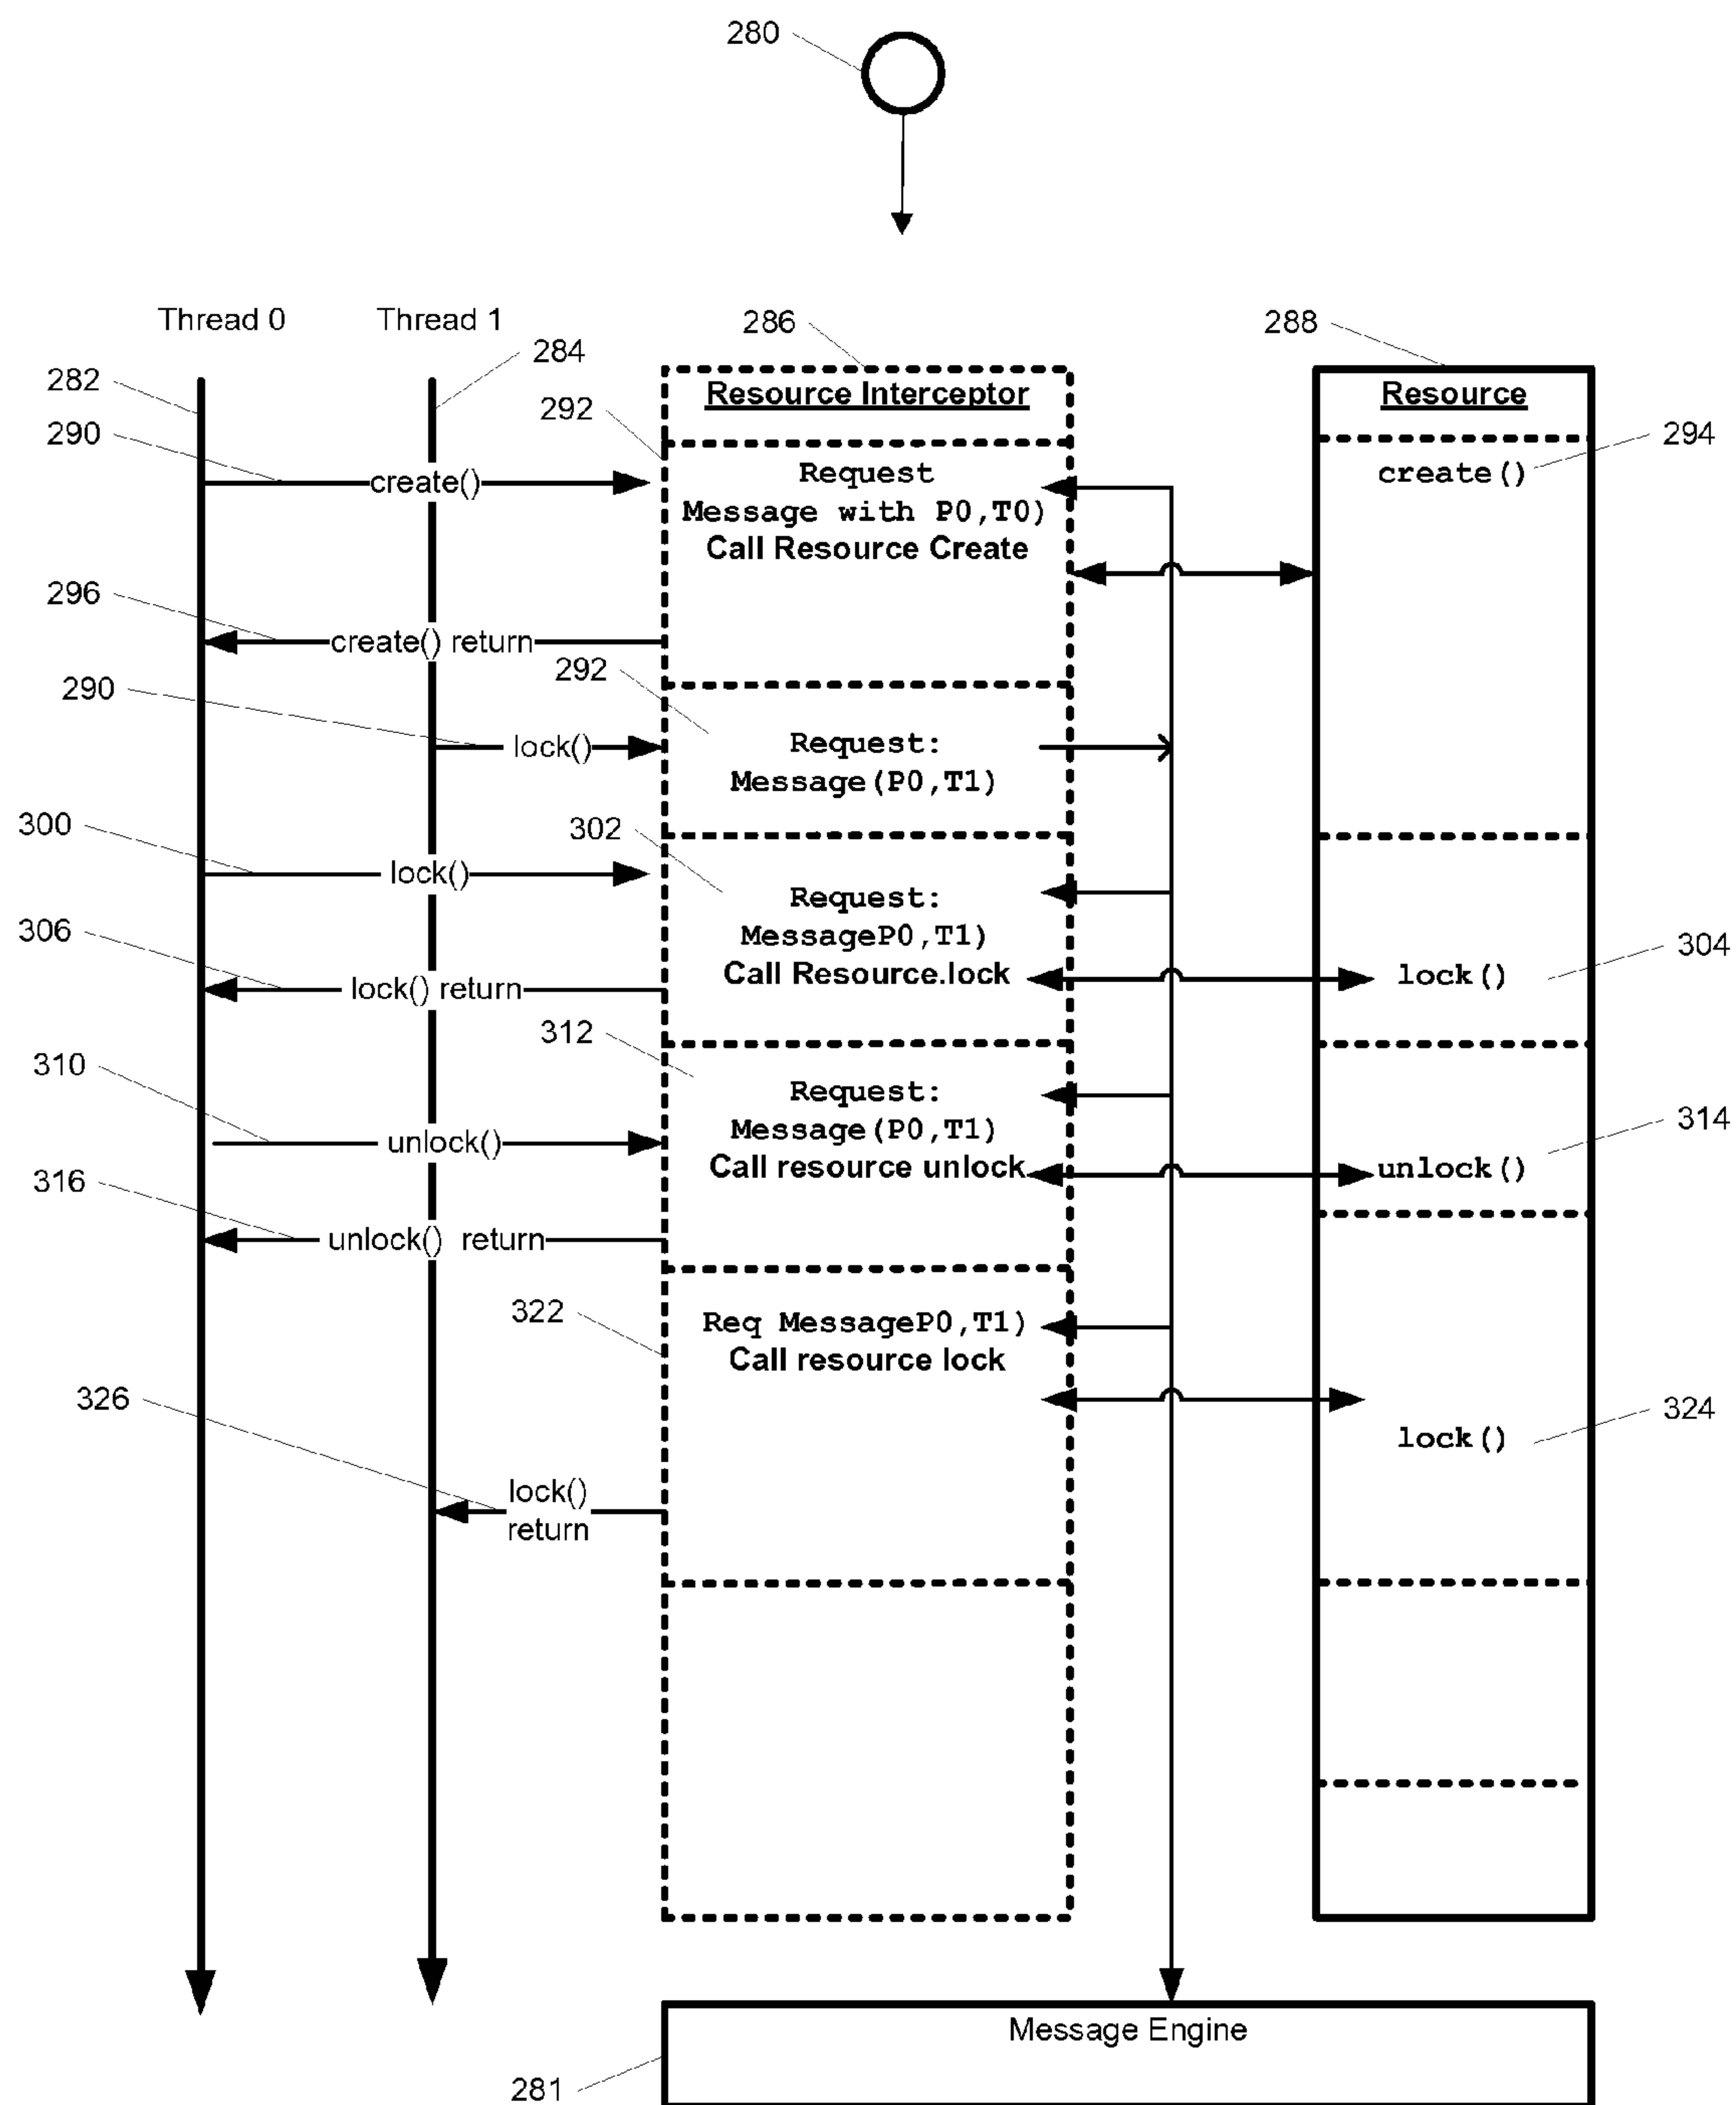 280
Thread 0
Thread 1
286
288
284
282
Resource Interceptor
Resource
292
290
294
create()
Request
Message with P0,T0)
Call Resource Create
create()
296
create() return
292
290
lock()
Request:
Message(P0,T1)
300
302
lock()
Request:
MessageP0,T1)
Call Resource.lock
306
304
lock() return
lock()
312
310
Request:
Message(P0,T1)
Call resource unlock
314
unlock()
unlock()
316
unlock() return
322
Req MessageP0,T1)
Call resource lock
326
324
lock()
lock()
return
Message Engine
281